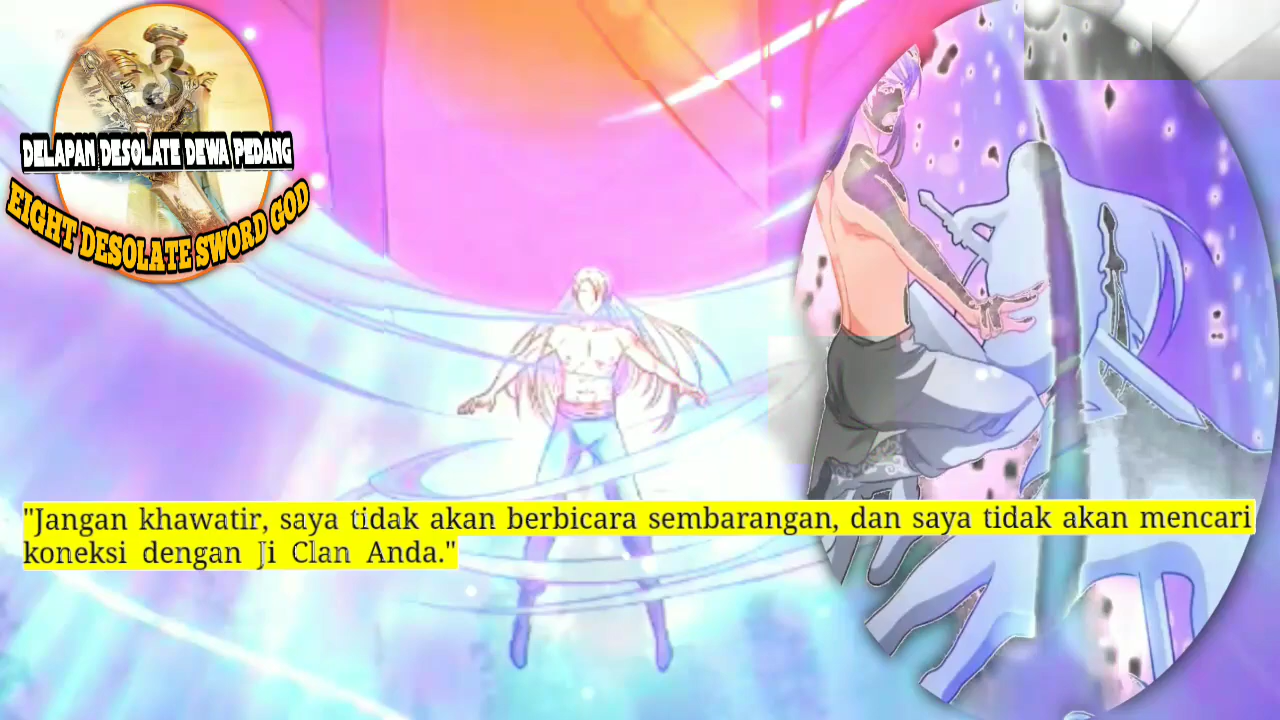 3
DELAPAN DESOLATE DEWA PEDANG
EIGHT DESOLATE SWORD GOD
"Jangan khawatir, saya tidak akan berbicara sembarangan, dan saya tidak akan mencari
koneksi dengan Ji Clan Anda."